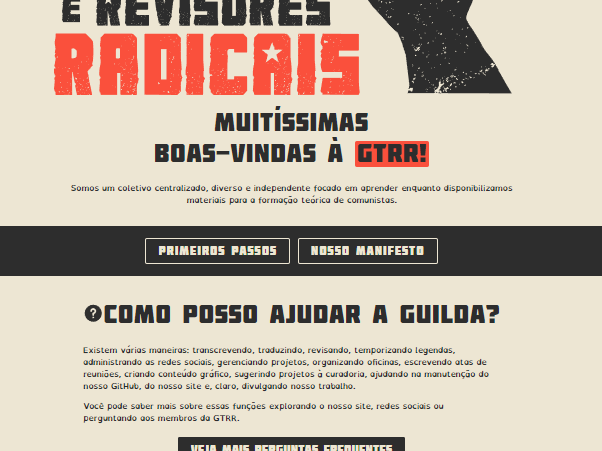 E REVISORES
RADICAIS
MUITÍSSIMAS
BOAS-VINDAS À GTRR!
Somos um coletivo centralizado, diverso e independente focado em aprender enquanto disponibilizamos
materiais para a formação teórica de comunistas.
PRIMEIROS PASSOS
NOSSO MANIFESTO
COMO POSSO AJUDAR A GUILDA?
Existem várias maneiras: transcrevendo, traduzindo, revisando, temporizando legendas,
administrando as redes sociais, gerenciando projetos, organizando oficinas, escrevendo atas de
reuniões, criando conteúdo gráfico, sugerindo projetos à curadoria, ajudando na manutenção do
nosso GitHub, do nosso site e, claro, divulgando nosso trabalho.
Você pode saber mais sobre essas funções explorando o nosso site, redes sociais ou
perguntando aos membros da GTRR.
VEJA MAIS PERGUNTAS FREQUENTES